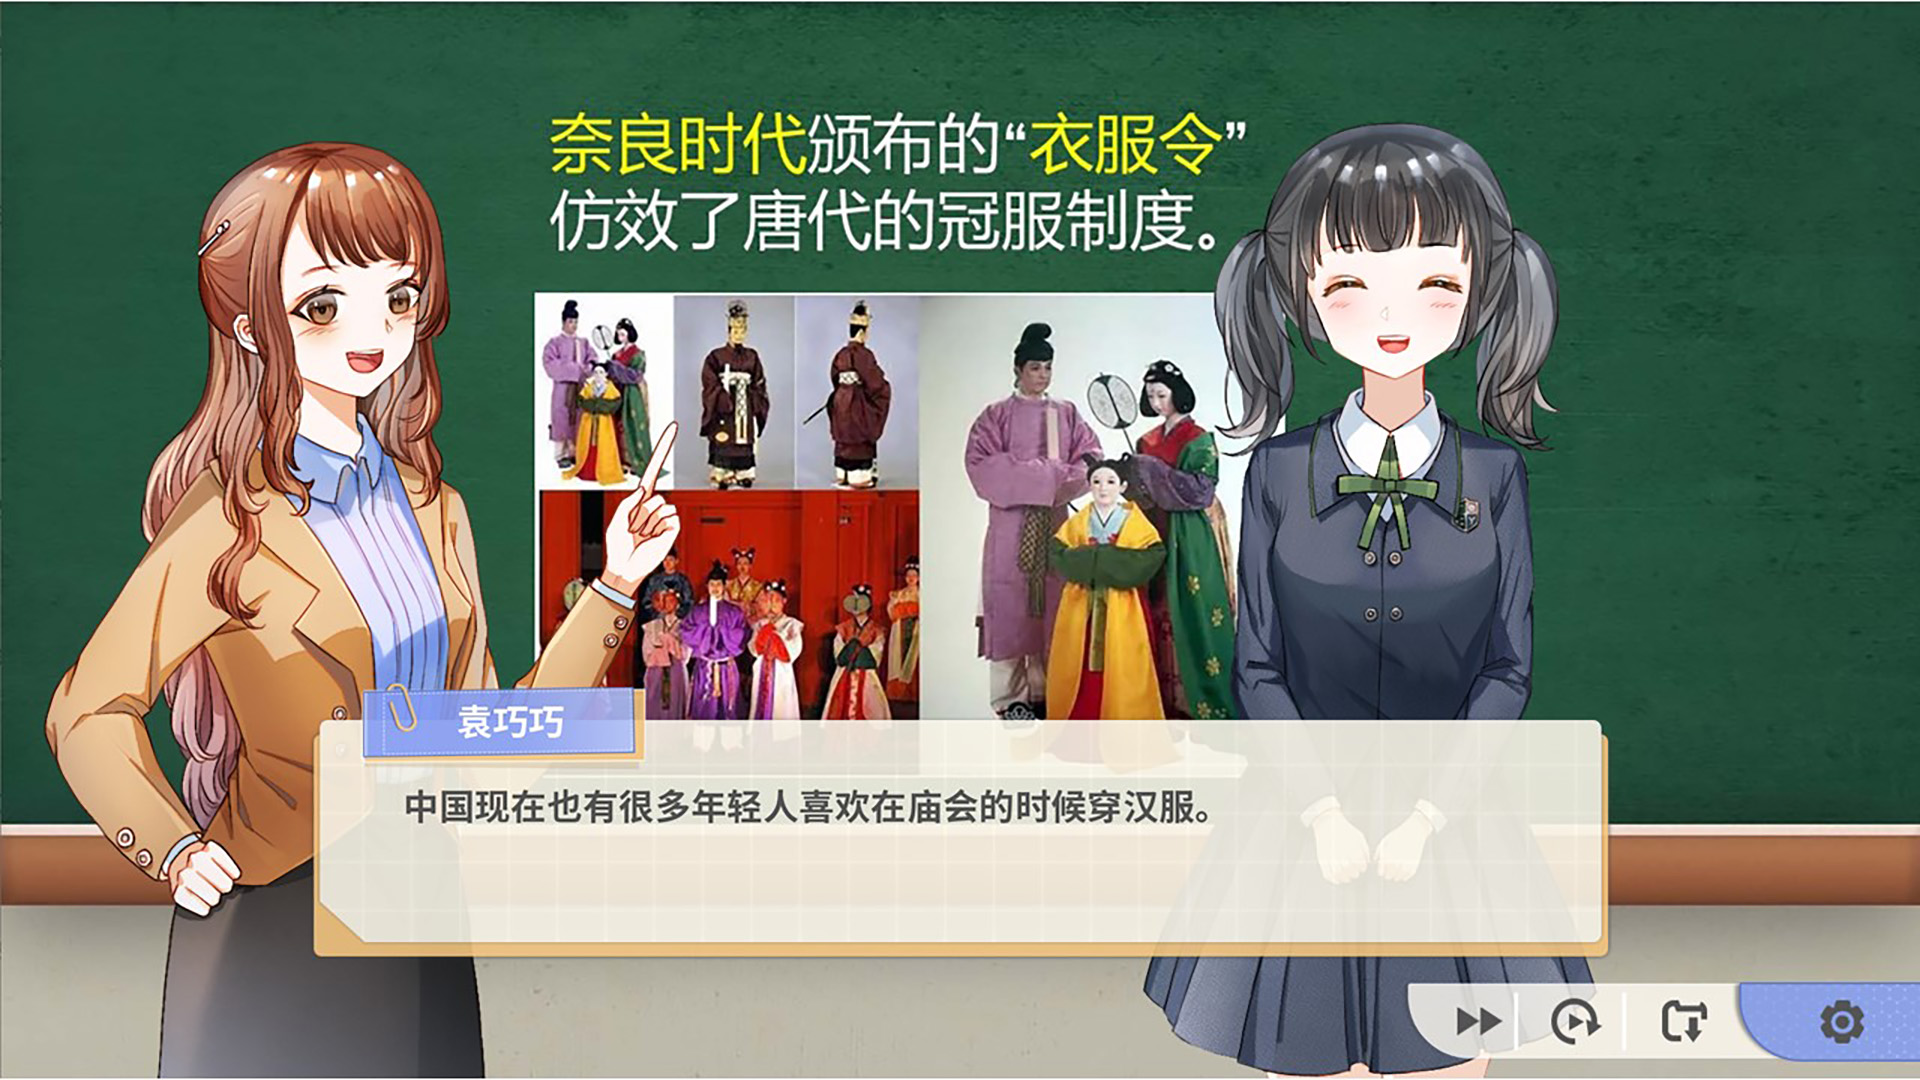 奈良时代颁布的“衣服令”
仿效了唐代的冠服制度。
袁巧巧
中国现在也有很多年轻人喜欢在庙会的时候穿汉服。